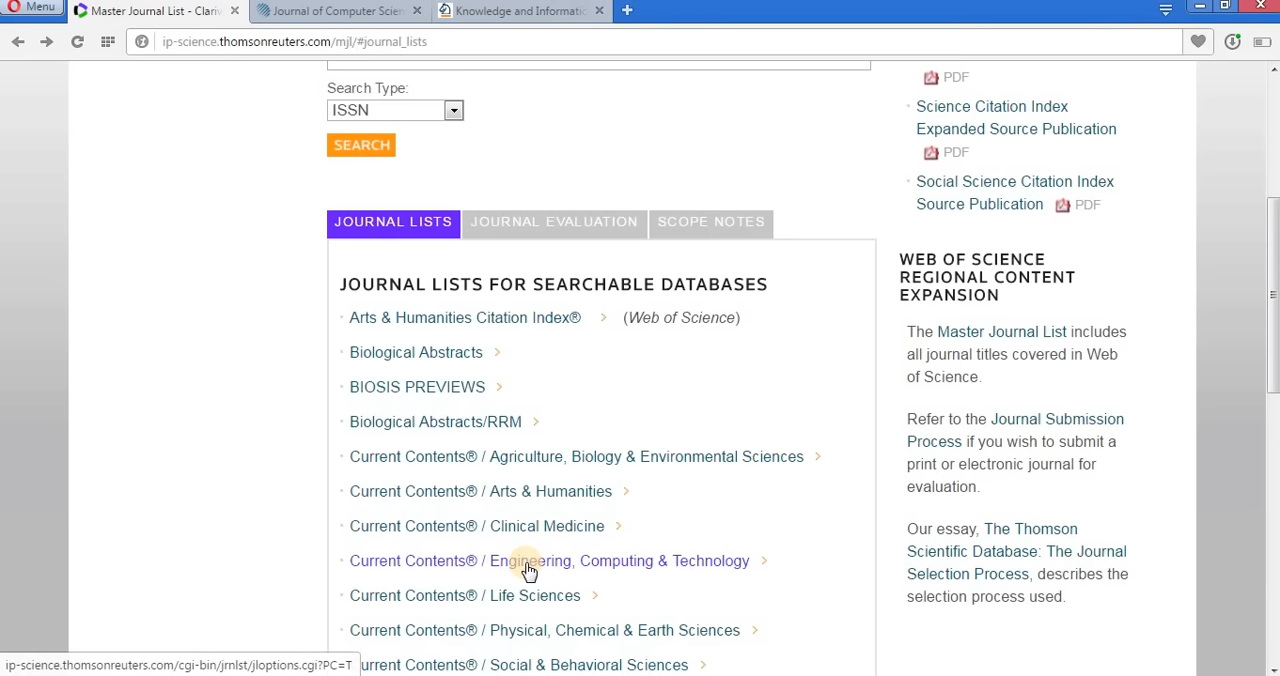 Menu
Master Journal List - Clariv
Journal of Computer Scien
Knowledge and Informatic
ip-science.thomsonreuters.com/mjl/#journal_lists
Search Type:
ISSN
SEARCH
JOURNAL LISTS
JOURNAL EVALUATION
SCOPE NOTES
JOURNAL LISTS FOR SEARCHABLE DATABASES
Arts & Humanities Citation Index® (Web of Science)
Biological Abstracts
BIOSIS PREVIEWS
Biological Abstracts/RRM
Current Contents® / Agriculture, Biology & Environmental Sciences
Current Contents® / Arts & Humanities
Current Contents® / Clinical Medicine
Current Contents® / Engineering, Computing & Technology
Current Contents® / Life Sciences
Current Contents® / Physical, Chemical & Earth Sciences
urrent Contents® / Social & Behavioral Sciences
PDF
Science Citation Index
Expanded Source Publication
PDF
Social Science Citation Index
Source Publication PDF
WEB OF SCIENCE
REGIONAL CONTENT
EXPANSION
The Master Journal List includes
all journal titles covered in Web
of Science.
Refer to the Journal Submission
Process if you wish to submit a
print or electronic journal for
evaluation.
Our essay, The Thomson
Scientific Database: The Journal
Selection Process, describes the
selection process used.
ip-science.thomsonreuters.com/cgi-bin/jrnlst/jloptions.cgi?PC=T